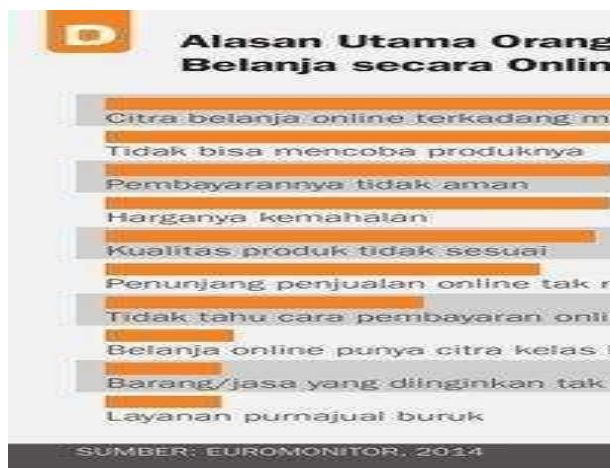 D
Alasan Utama Orang
Belanja secara Onlin
Citra belanja online terkadang m
Tidak bisa mencoba produknya
Pembayarannya tidak aman
Harganya kemahalan
Kualitas produk tidak sesuai
Penunjang penjualan online tak
Tidak tahu cara pembayaran onli
Belanja online punya citra kelas
Barang/jasa yang diinginkan tak
Layanan purnajual buruk
SUMBER: EUROMONITOR, 2014